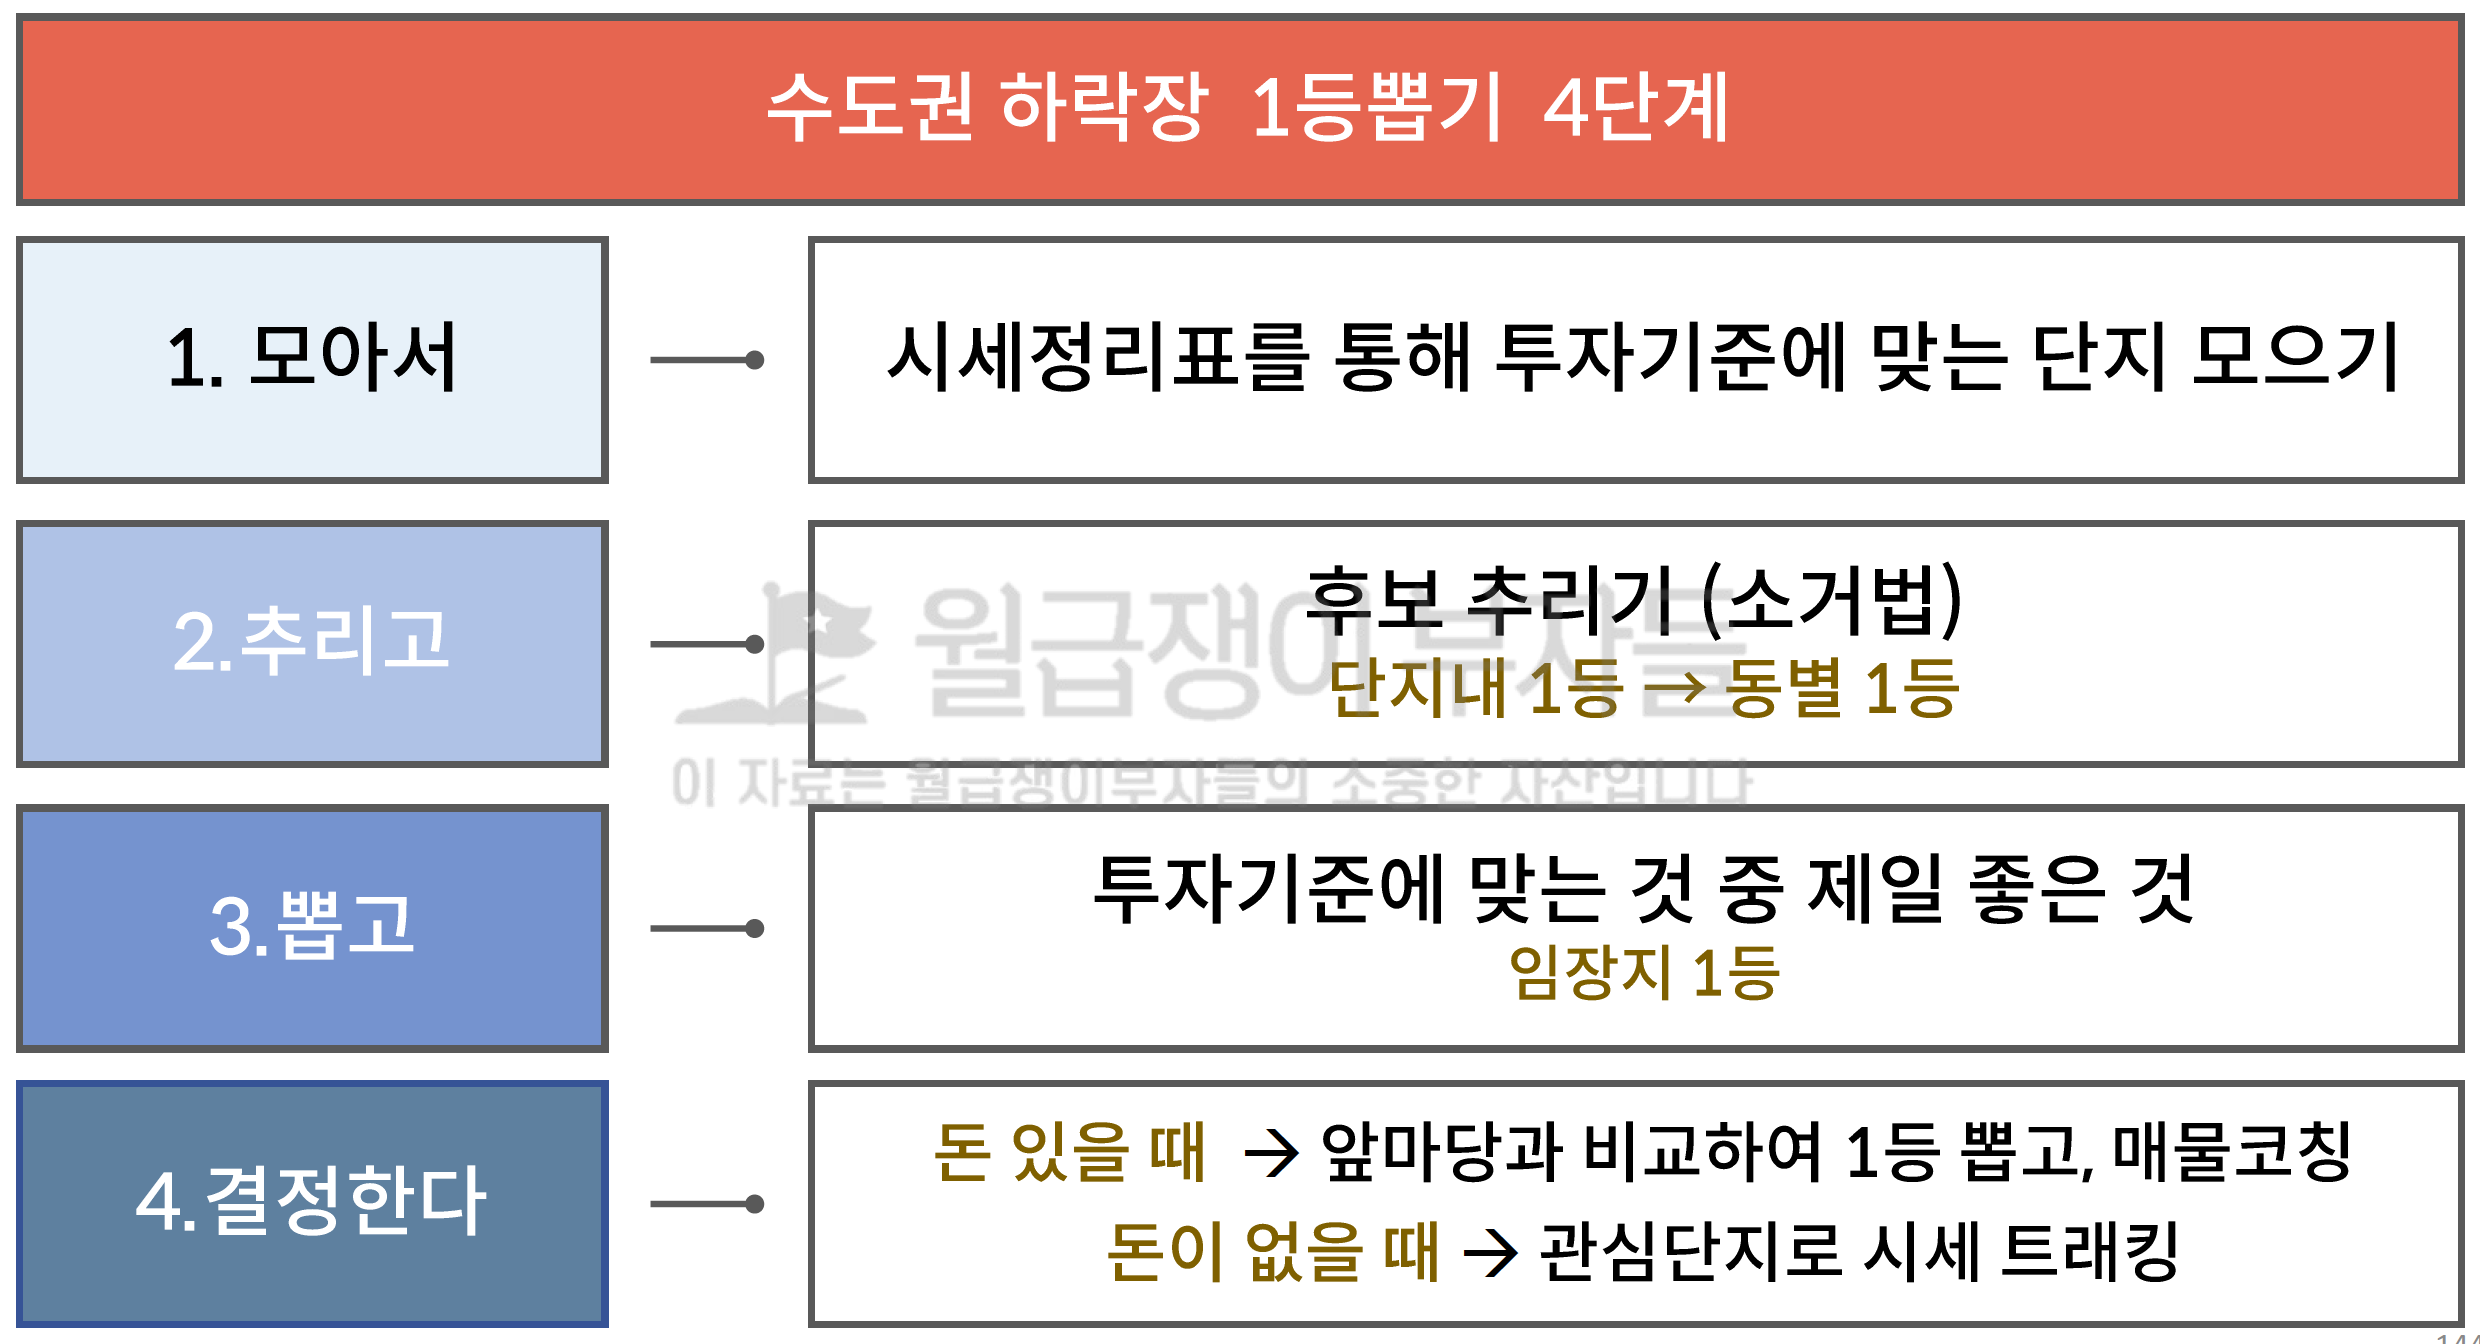 수도권 하락장 1등뽑기 4단계
1. 모아서
시세정리표를 통해 투자기준에 맞는 단지 모으기
2.추리고
후보 추리기 (소거법)
단지내 1등 → 동별 1등
월급쟁이 부자들
이 자료는 월급쟁이부자들의 소중한 자산입니다
3.뽑고
투자기준에 맞는 것 중 제일 좋은 것
임장지 1등
4.결정한다
돈 있을 때 → 앞마당과 비교하여 1등 뽑고, 매물코칭
돈이 없을 때 → 관심단지로 시세 트래킹